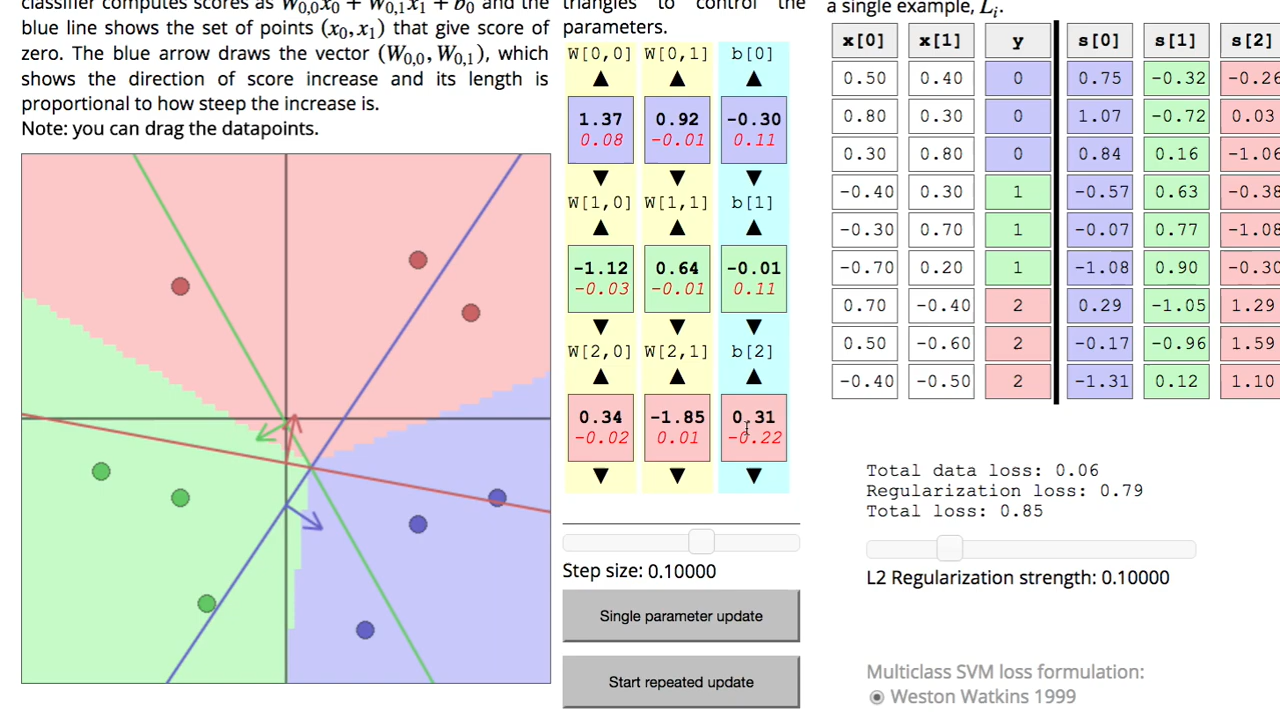 classifier computes scores as W0,0x0 + W0,1x1 + b0 and the
blue line shows the set of points (x0, x1) that give score of
zero. The blue arrow draws the vector (W0,0, W0,1), which
shows the direction of score increase and its length is
proportional to how steep the increase is.
Note: you can drag the datapoints.
triangles to control the
parameters.
W[0,0] W[0,1] b[0]
▲ ▲ ▲
1.37 0.92 -0.30
0.08 -0.01 0.11
▼ ▼ ▼
W[1,0] W[1,1] b[1]
▲ ▲ ▲
-1.12 0.64 -0.01
-0.03 -0.01 0.11
▼ ▼ ▼
W[2,0] W[2,1] b[2]
▲ ▲ ▲
0.34 -1.85 0.31
-0.02 0.01 -0.22
▼ ▼ ▼
Step size: 0.10000
Single parameter update
Start repeated update
a single example, Li.
x[0] x[1] y s[0] s[1] s[2]
0.50 0.40 0 0.75 -0.32 -0.26
0.80 0.30 0 1.07 -0.72 0.03
0.30 0.80 0 0.84 0.16 -1.06
-0.40 0.30 1 -0.57 0.63 -0.38
-0.30 0.70 1 -0.07 0.77 -1.08
-0.70 0.20 1 -1.08 0.90 -0.30
0.70 -0.40 2 0.29 -1.05 1.29
0.50 -0.60 2 -0.17 -0.96 1.59
-0.40 -0.50 2 -1.31 0.12 1.10
Total data loss: 0.06
Regularization loss: 0.79
Total loss: 0.85
L2 Regularization strength: 0.10000
Multiclass SVM loss formulation:
Weston Watkins 1999